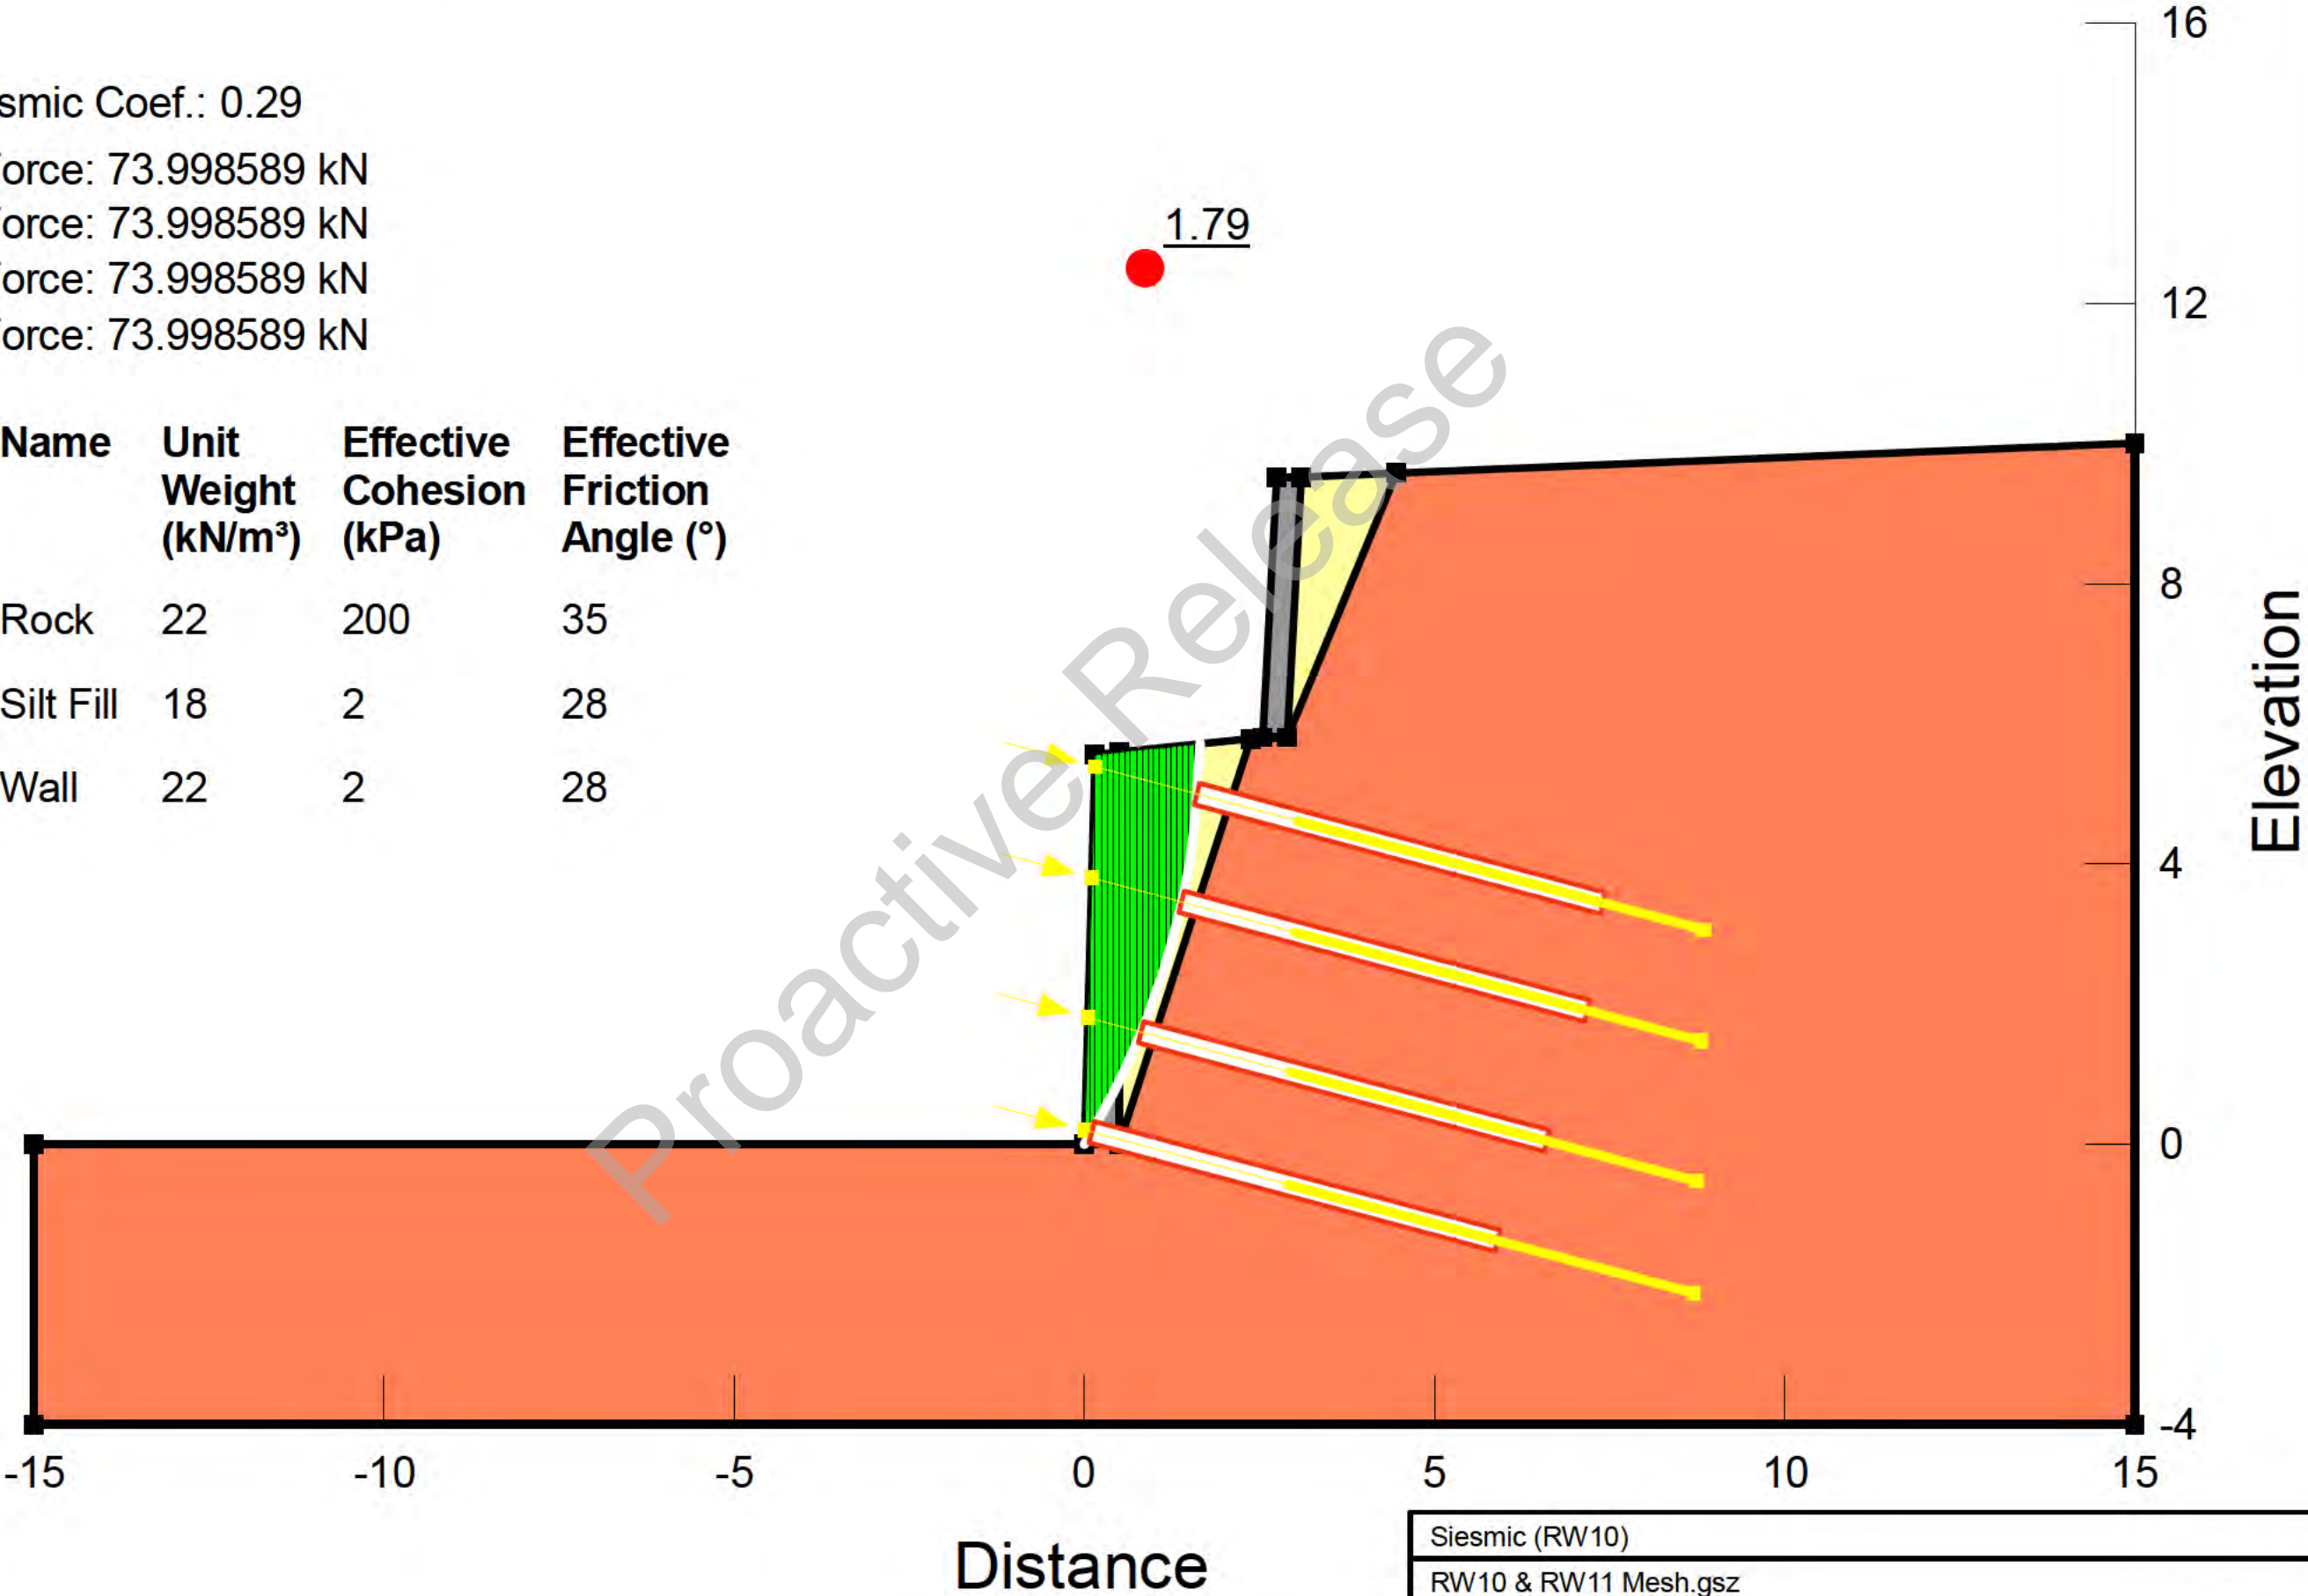 smic Coef.: 0.29
orce: 73.998589 kN
orce: 73.998589 kN
orce: 73.998589 kN
orce: 73.998589 kN
Name Unit Weight (kN/m³) Effective Cohesion (kPa) Effective Friction Angle (°)
Rock 22 200 35
Silt Fill 18 2 28
Wall 22 2 28
1.79
Proactive Release
16
12
8
4
0
-4
Elevation
-15 -10 -5 0 5 10 15
Distance
Siesmic (RW10)
RW10 & RW11 Mesh.gsz